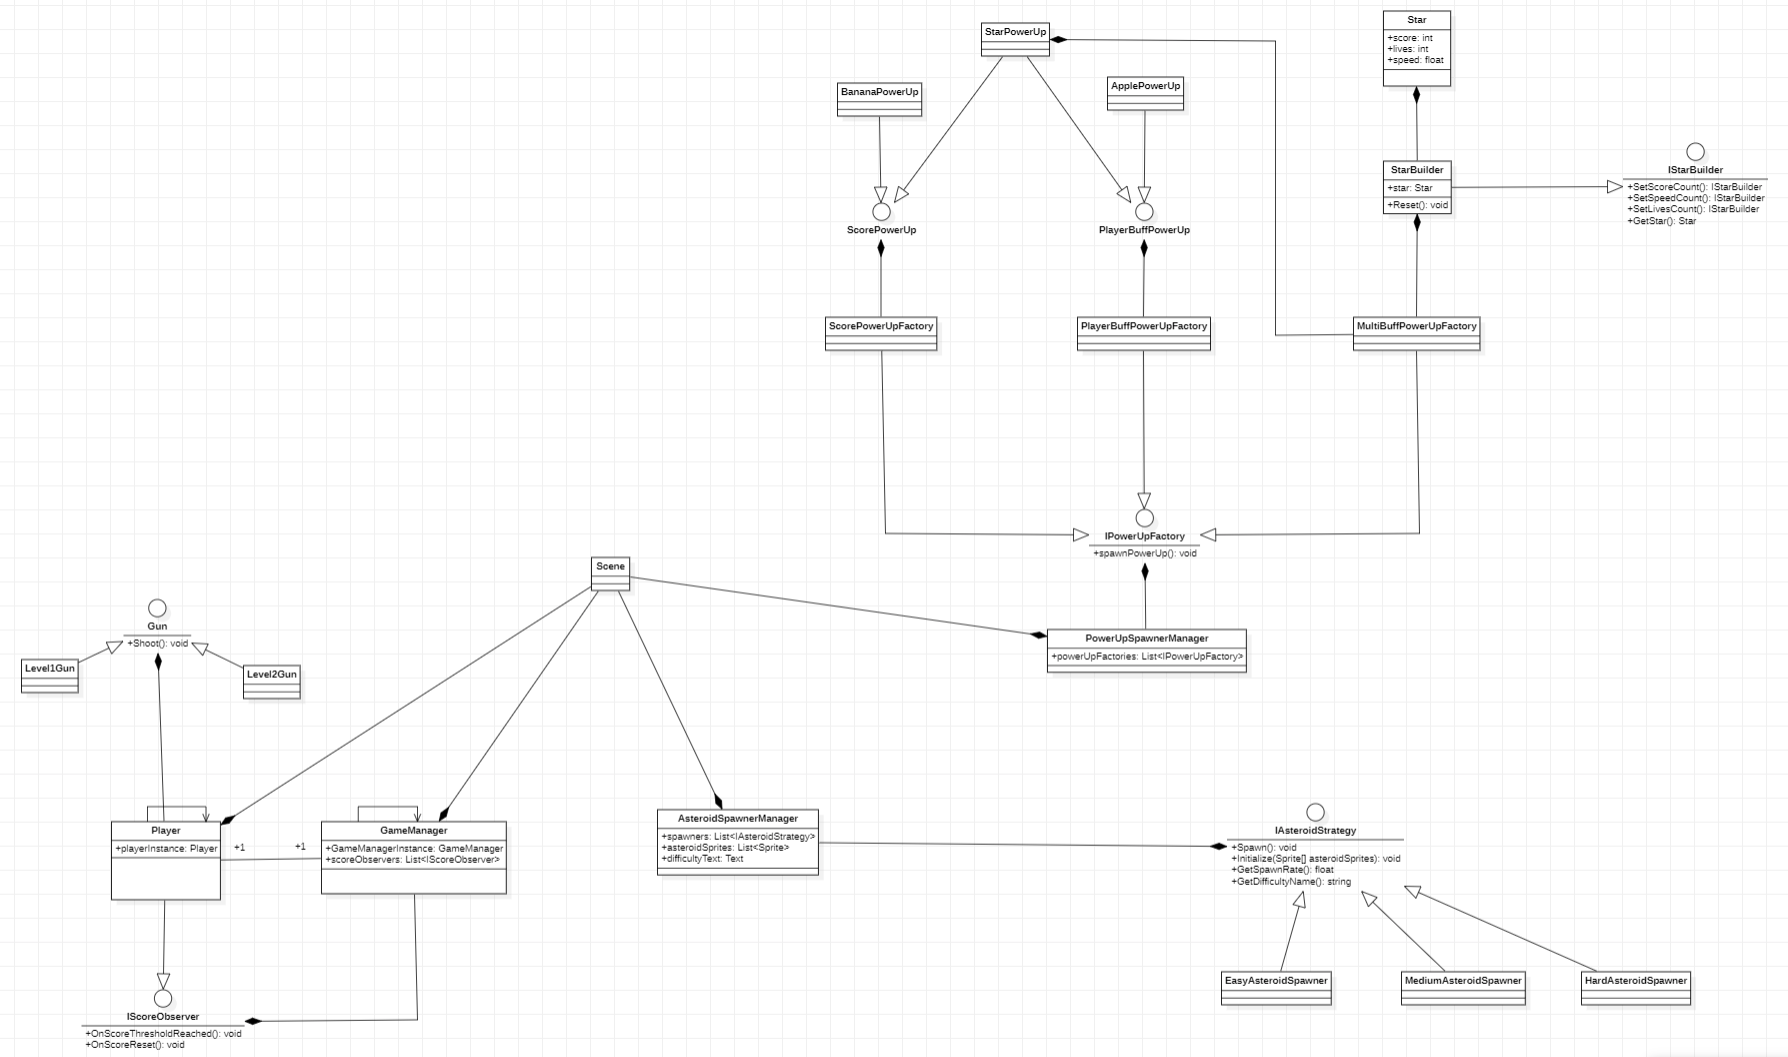 Star
+score: int
+lives: int
+speed: float
StarPowerUp
BananaPowerUp
ApplePowerUp
StarBuilder
+star: Star
+Reset(): void
IStarBuilder
+SetScoreCount(): IStarBuilder
+SetSpeedCount(): IStarBuilder
+SetLivesCount(): IStarBuilder
+GetStar(): Star
ScorePowerUp
PlayerBuffPowerUp
ScorePowerUpFactory
PlayerBuffPowerUpFactory
MultiBuffPowerUpFactory
IPowerUpFactory
+spawnPowerUp(): void
Scene
Gun
+Shoot(): void
Level1Gun
Level2Gun
PowerUpSpawnerManager
+powerUpFactories: List<IPowerUpFactory>
Player
+playerInstance: Player
+1
+1
GameManager
+GameManagerInstance: GameManager
+scoreObservers: List<IScoreObserver>
AsteroidSpawnerManager
+spawners: List<IAsteroidStrategy>
+asteroidSprites: List<Sprite>
+difficultyText: Text
IAsteroidStrategy
+Spawn(): void
+Initialize(Sprite[] asteroidSprites): void
+GetSpawnRate(): float
+GetDifficultyName(): string
EasyAsteroidSpawner
MediumAsteroidSpawner
HardAsteroidSpawner
IScoreObserver
+OnScoreThresholdReached(): void
+OnScoreReset(): void